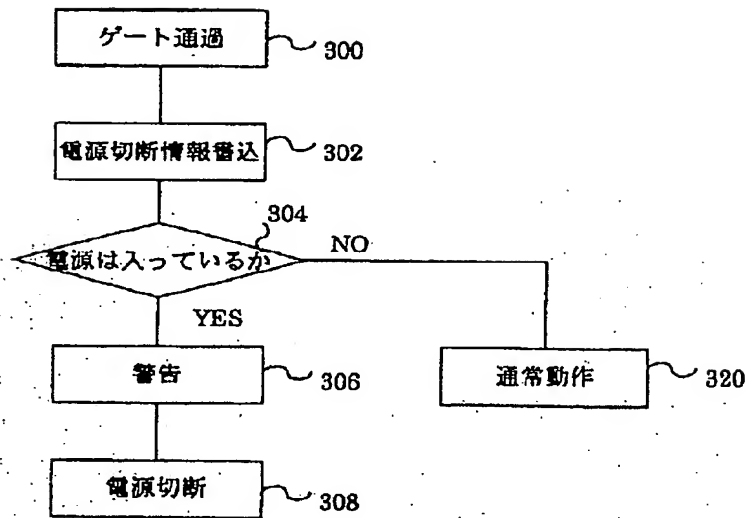 ゲート通過
300
電源切断情報書込
302
304
電源は入っているか
NO
YES
警告
306
通常動作
320
電源切断
308